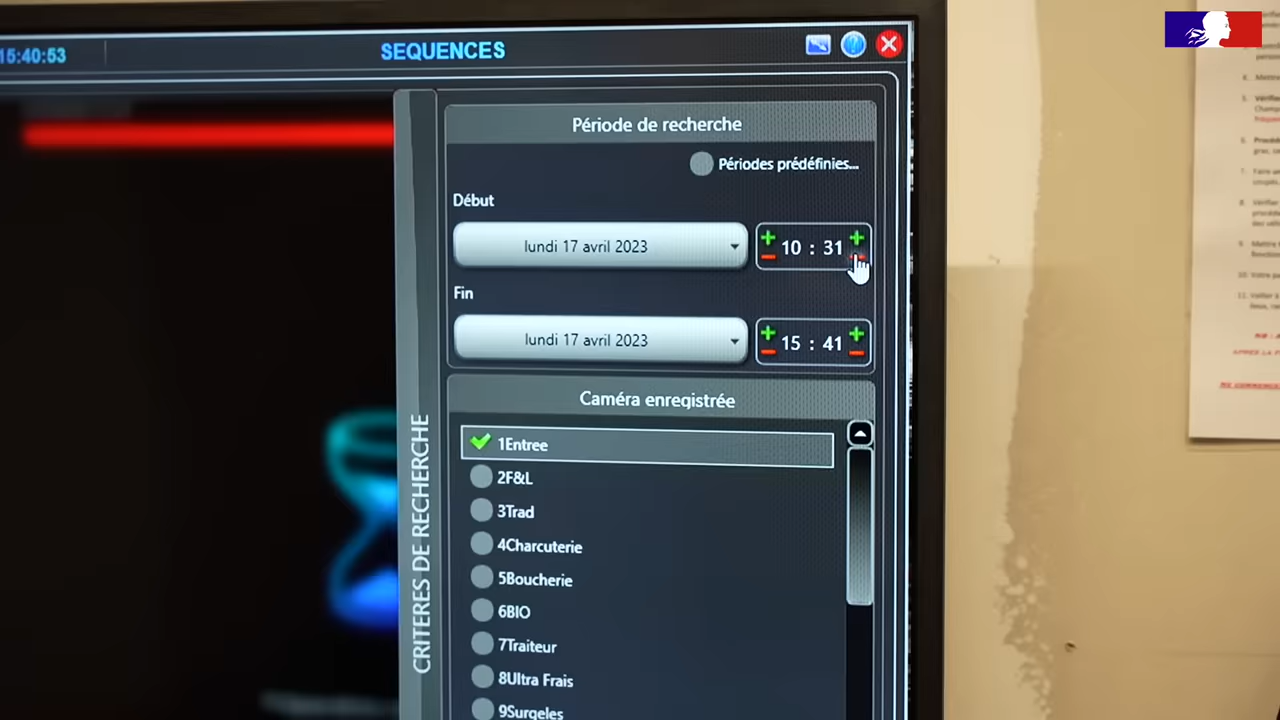 15:40:53
SEQUENCES
Période de recherche
Périodes prédéfinies...
Début
lundi 17 avril 2023
10 : 31
Fin
lundi 17 avril 2023
15 : 41
CRITERES DE RECHERCHE
Caméra enregistrée
1Entree
2F&L
3Trad
4Charcuterie
5Boucherie
6BIO
7Traiteur
8Ultra Frais
9Surgeles